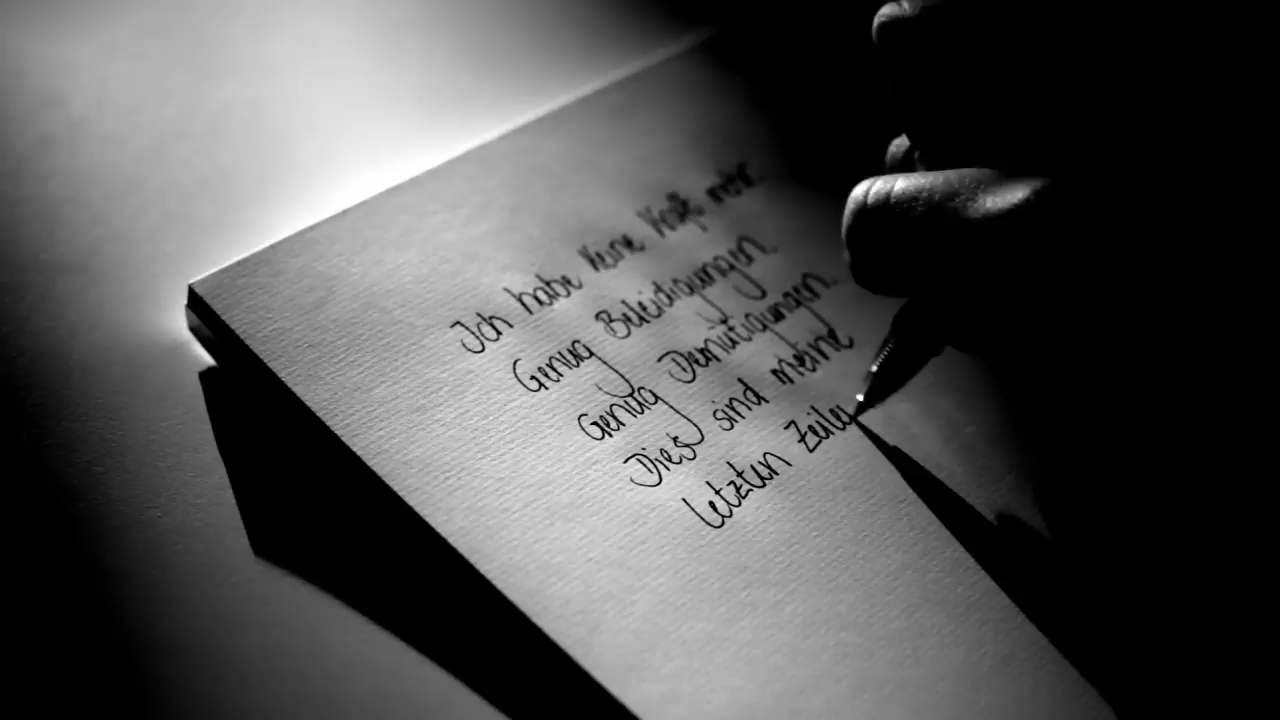 Ich habe keine Kraft mehr
Genug Beleidigungen.
Genug Demütigungen.
Dies sind meine
letzten Zeilen